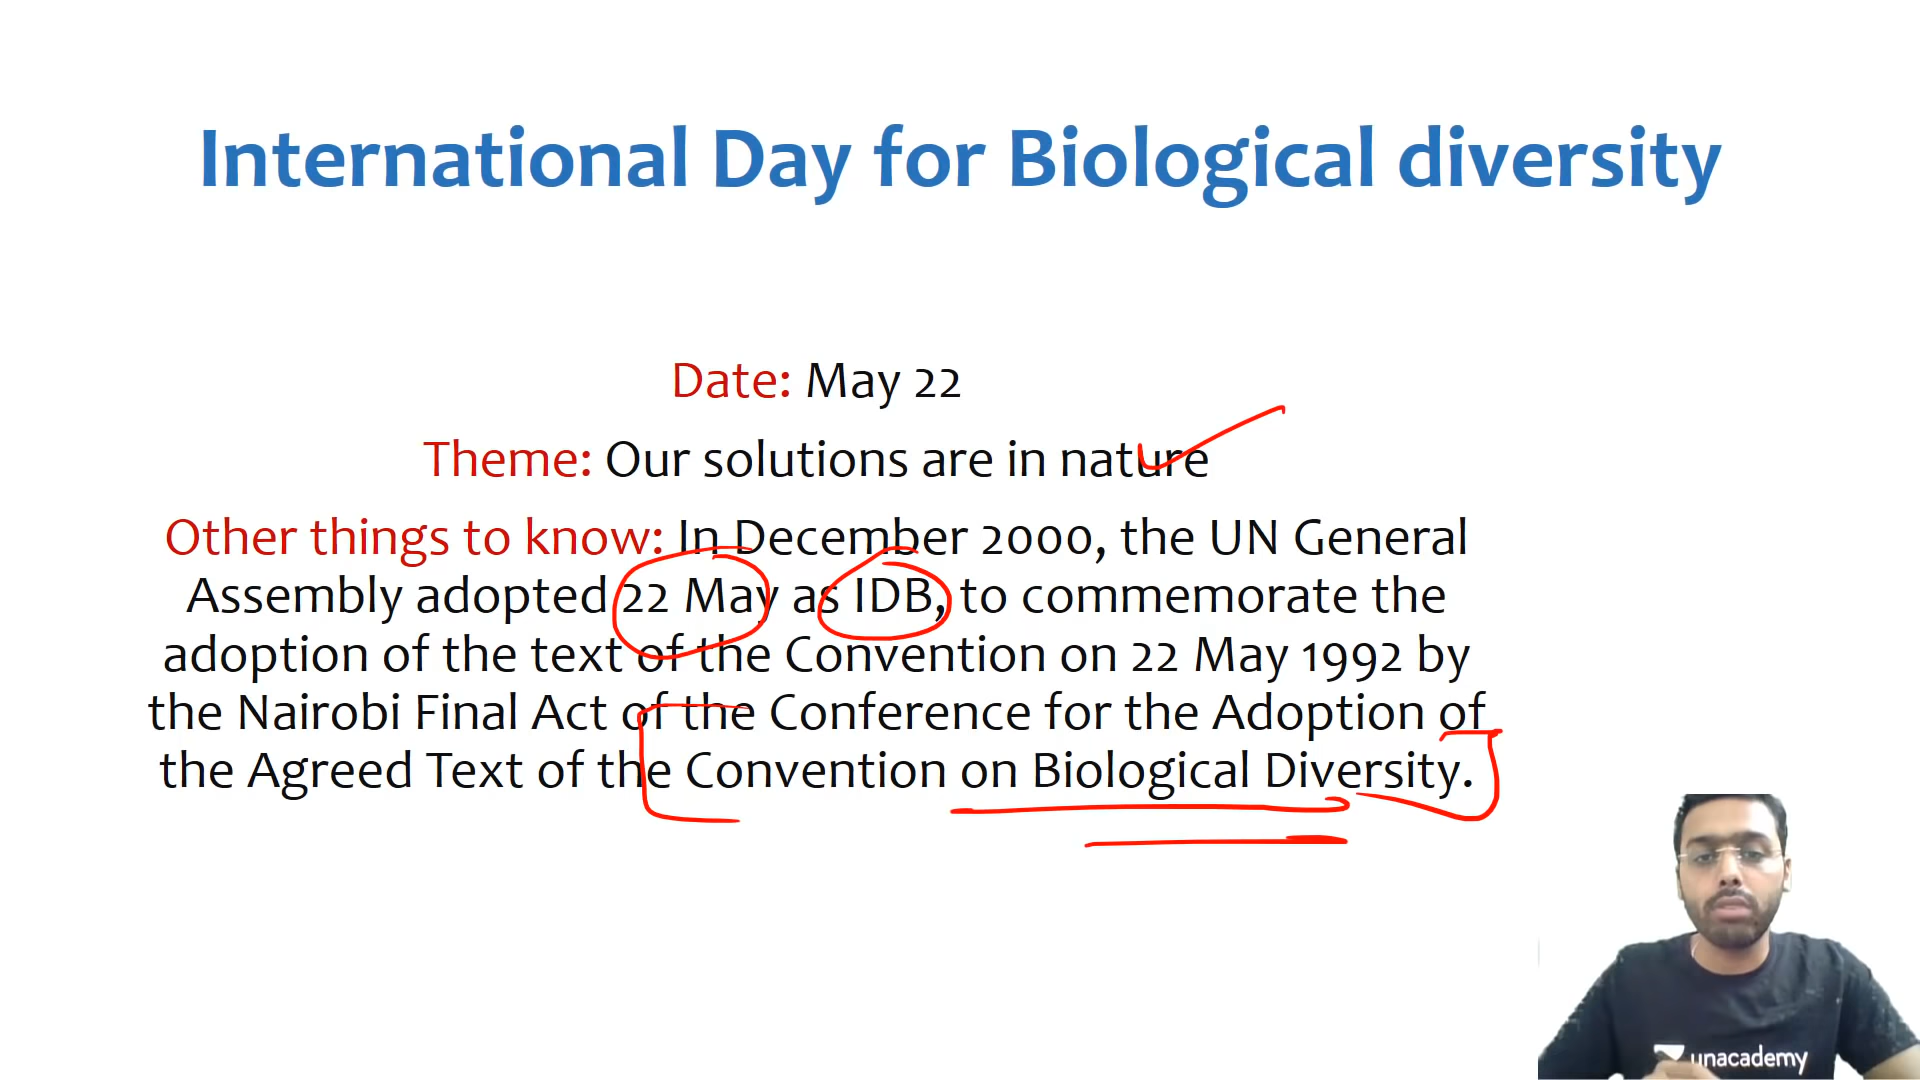 International Day for Biological diversity
Date: May 22
Theme: Our solutions are in nature
Other things to know: In December 2000, the UN General
Assembly adopted 22 May as IDB, to commemorate the
adoption of the text of the Convention on 22 May 1992 by
the Nairobi Final Act of the Conference for the Adoption of
the Agreed Text of the Convention on Biological Diversity.
unacademy